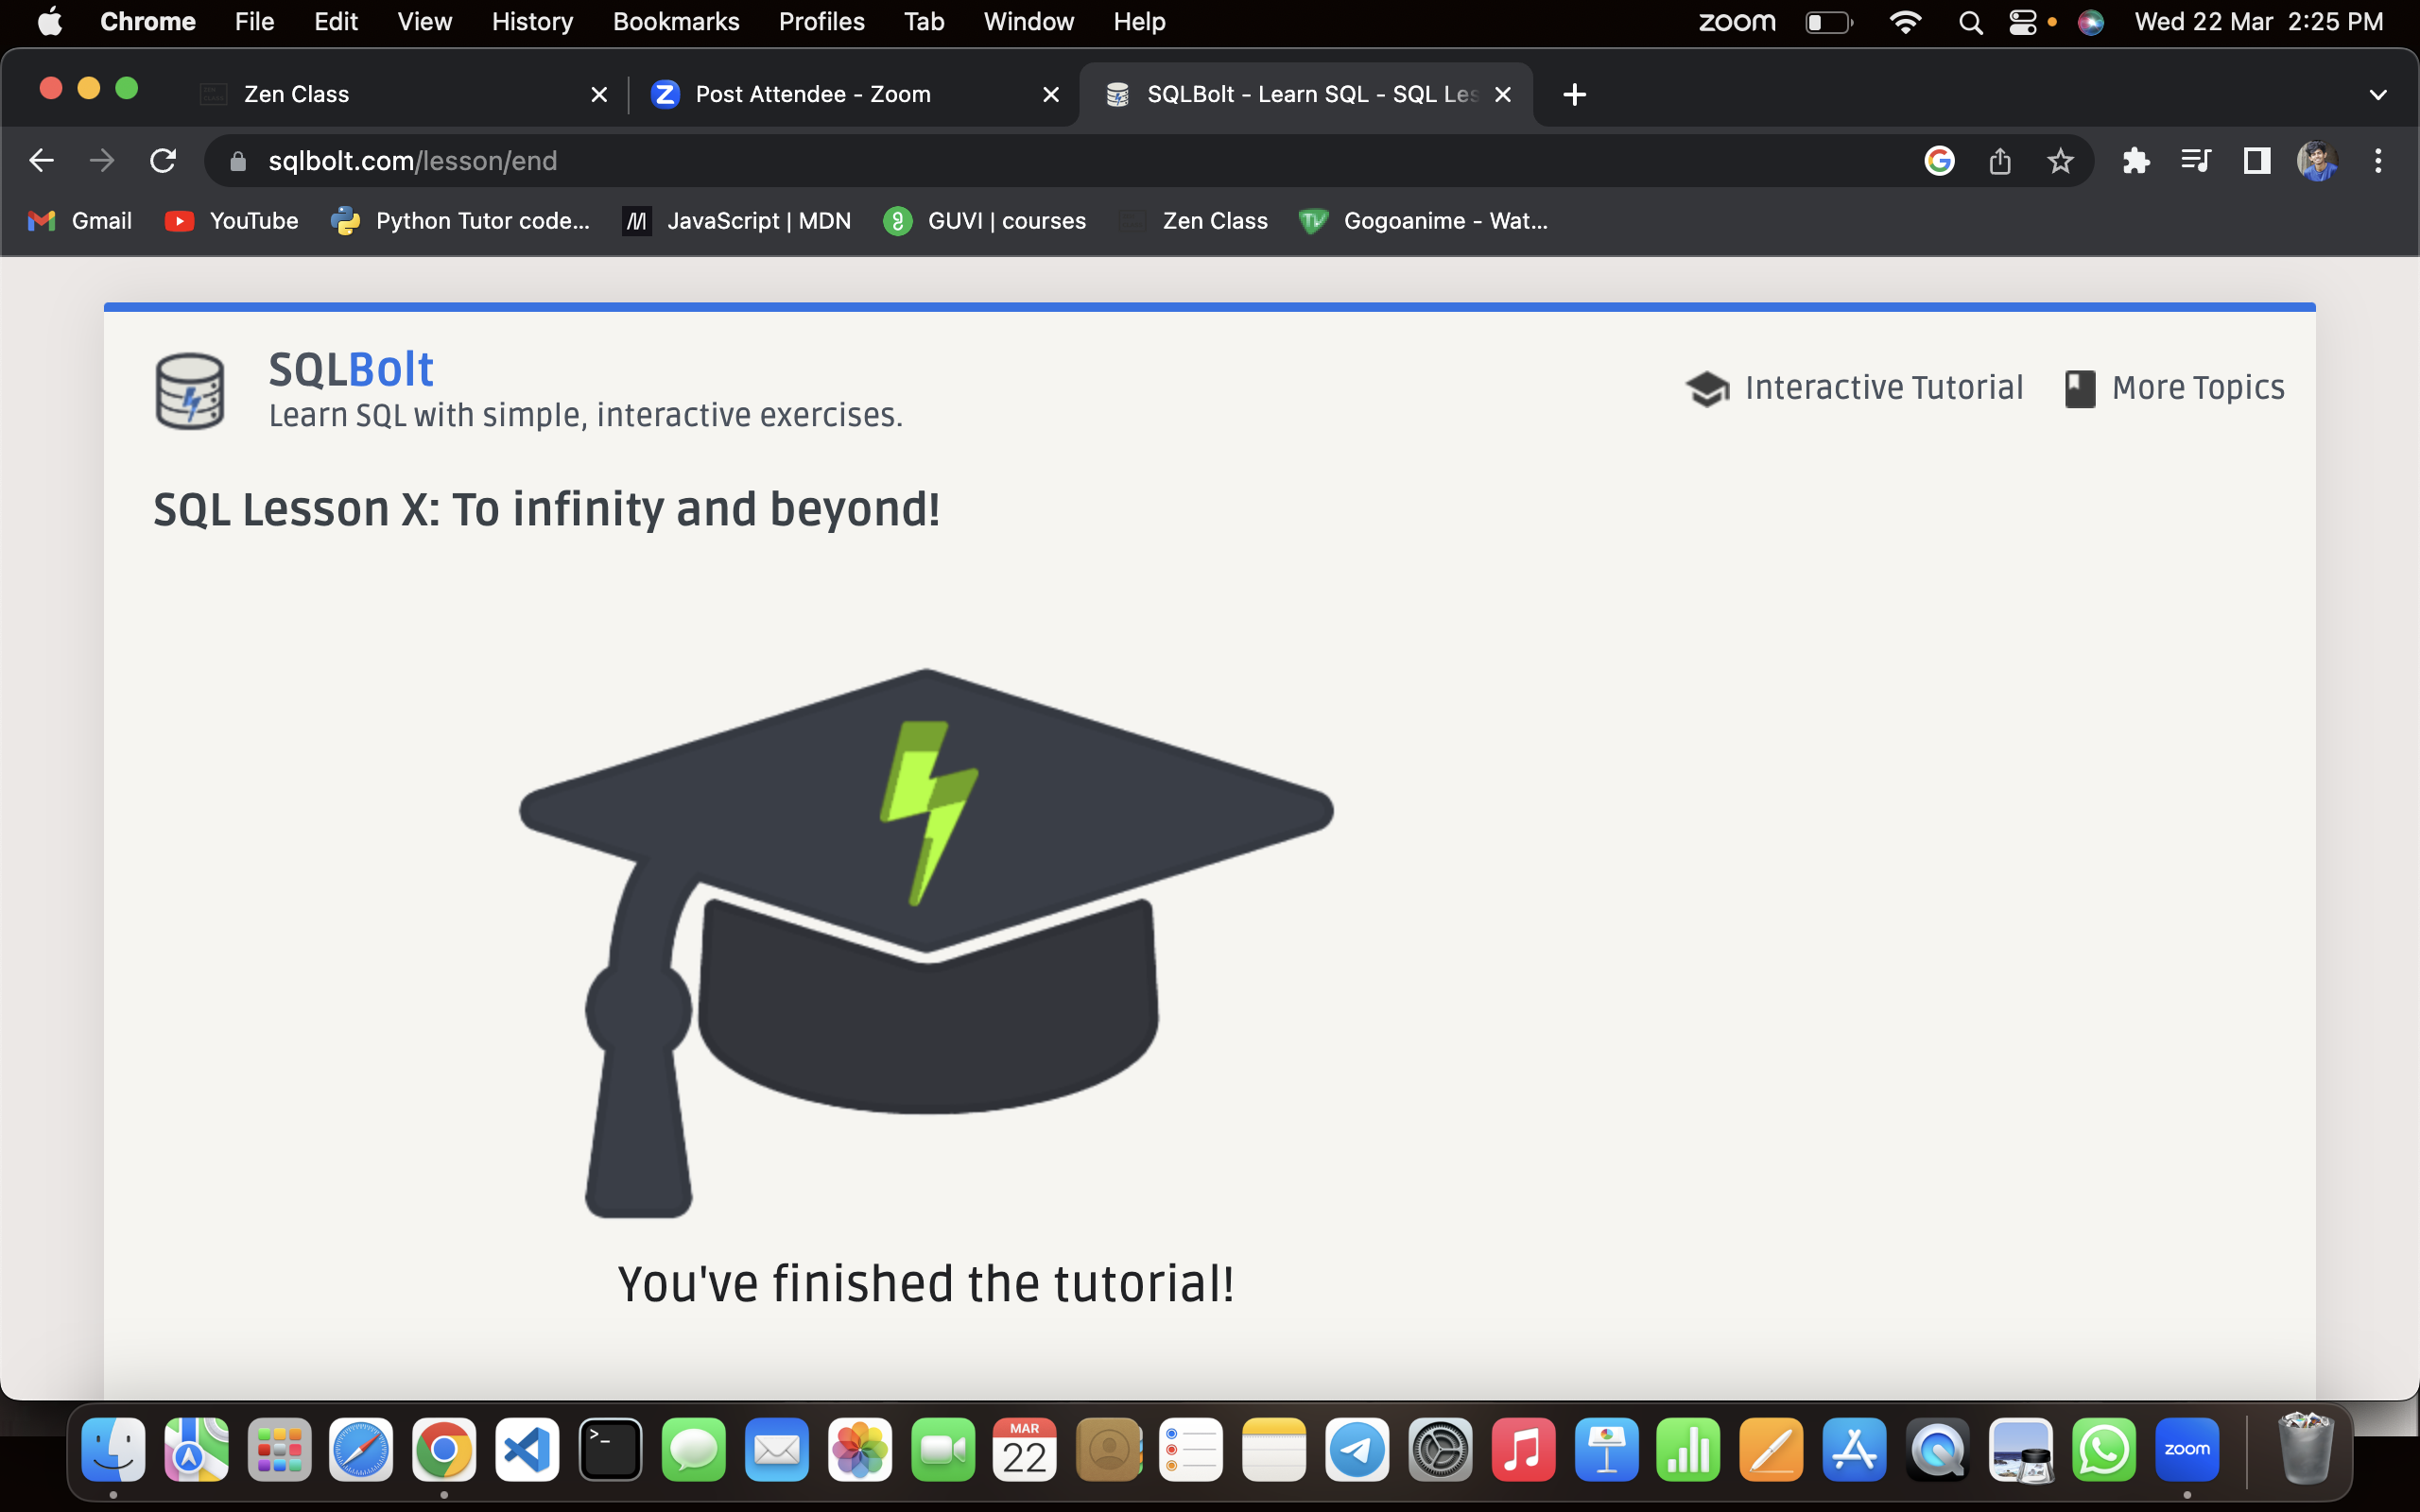 Chrome File Edit View History Bookmarks Profiles Tab Window Help zoom Wed 22 Mar 2:25 PM
Zen Class Post Attendee - Zoom SQLBolt - Learn SQL - SQL Les
sqlbolt.com/lesson/end
Gmail YouTube Python Tutor code... JavaScript | MDN GUVI | courses Zen Class Gogoanime - Wat...
SQLBolt
Learn SQL with simple, interactive exercises.
Interactive Tutorial More Topics
SQL Lesson X: To infinity and beyond!
You've finished the tutorial!
MAR
22
zoom